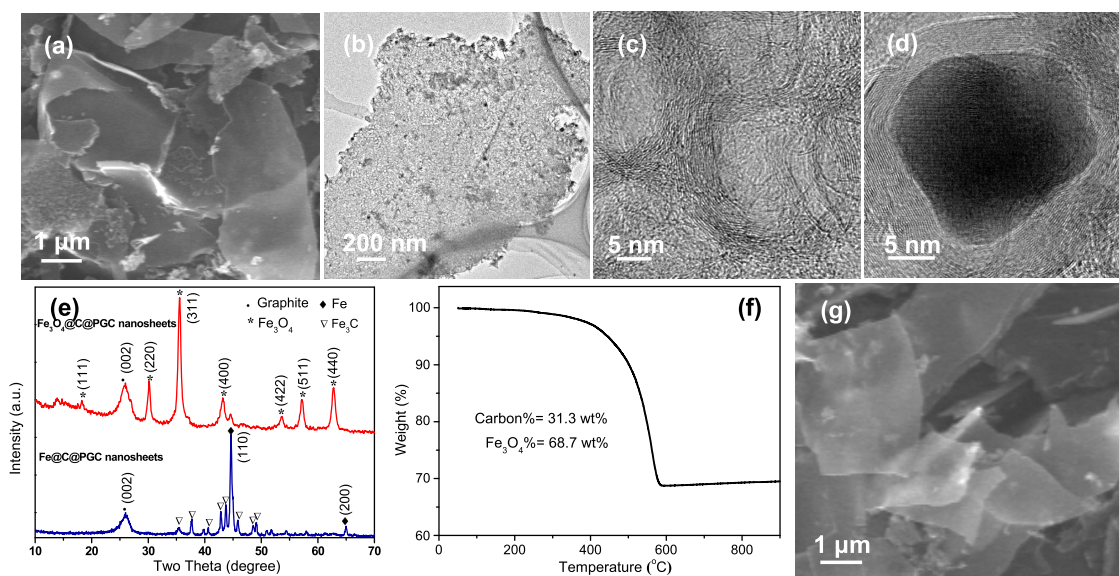 (a)
1 μm
(b)
200 nm
(c)
5 nm
(d)
5 nm
(e)
• Graphite
♦ Fe
* Fe₃O₄
▽ Fe₃C
Fe₃O₄@C@PGC nanosheets
*(111)
(002)
*(220)
*
(311)
*(400)
*(422)
*(511)
*(440)
Fe@C@PGC nanosheets
(002)
(110)
(200)
Intensity (a.u.)
10 20 30 40 50 60 70
Two Theta (degree)
(f)
100
90
80
70
60
Weight (%)
Carbon%= 31.3 wt%
Fe₃O₄%= 68.7 wt%
0 200 400 600 800
Temperature (°C)
(g)
1 μm